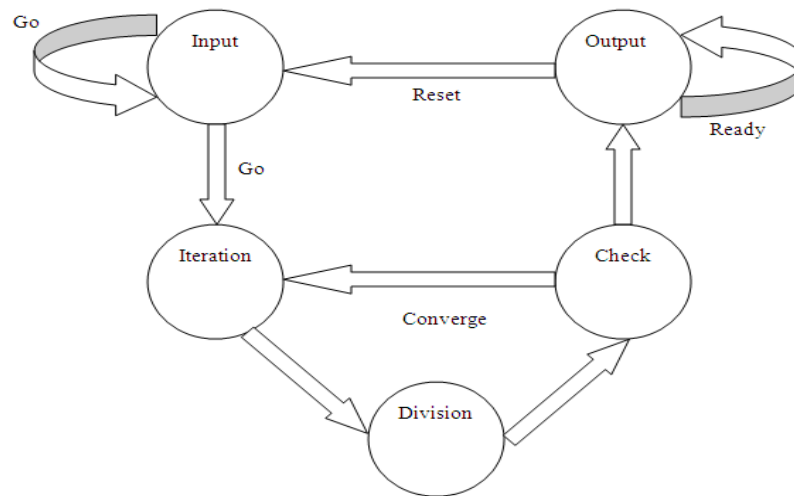 Go
Input
Output
Reset
Ready
Go
Iteration
Check
Converge
Division